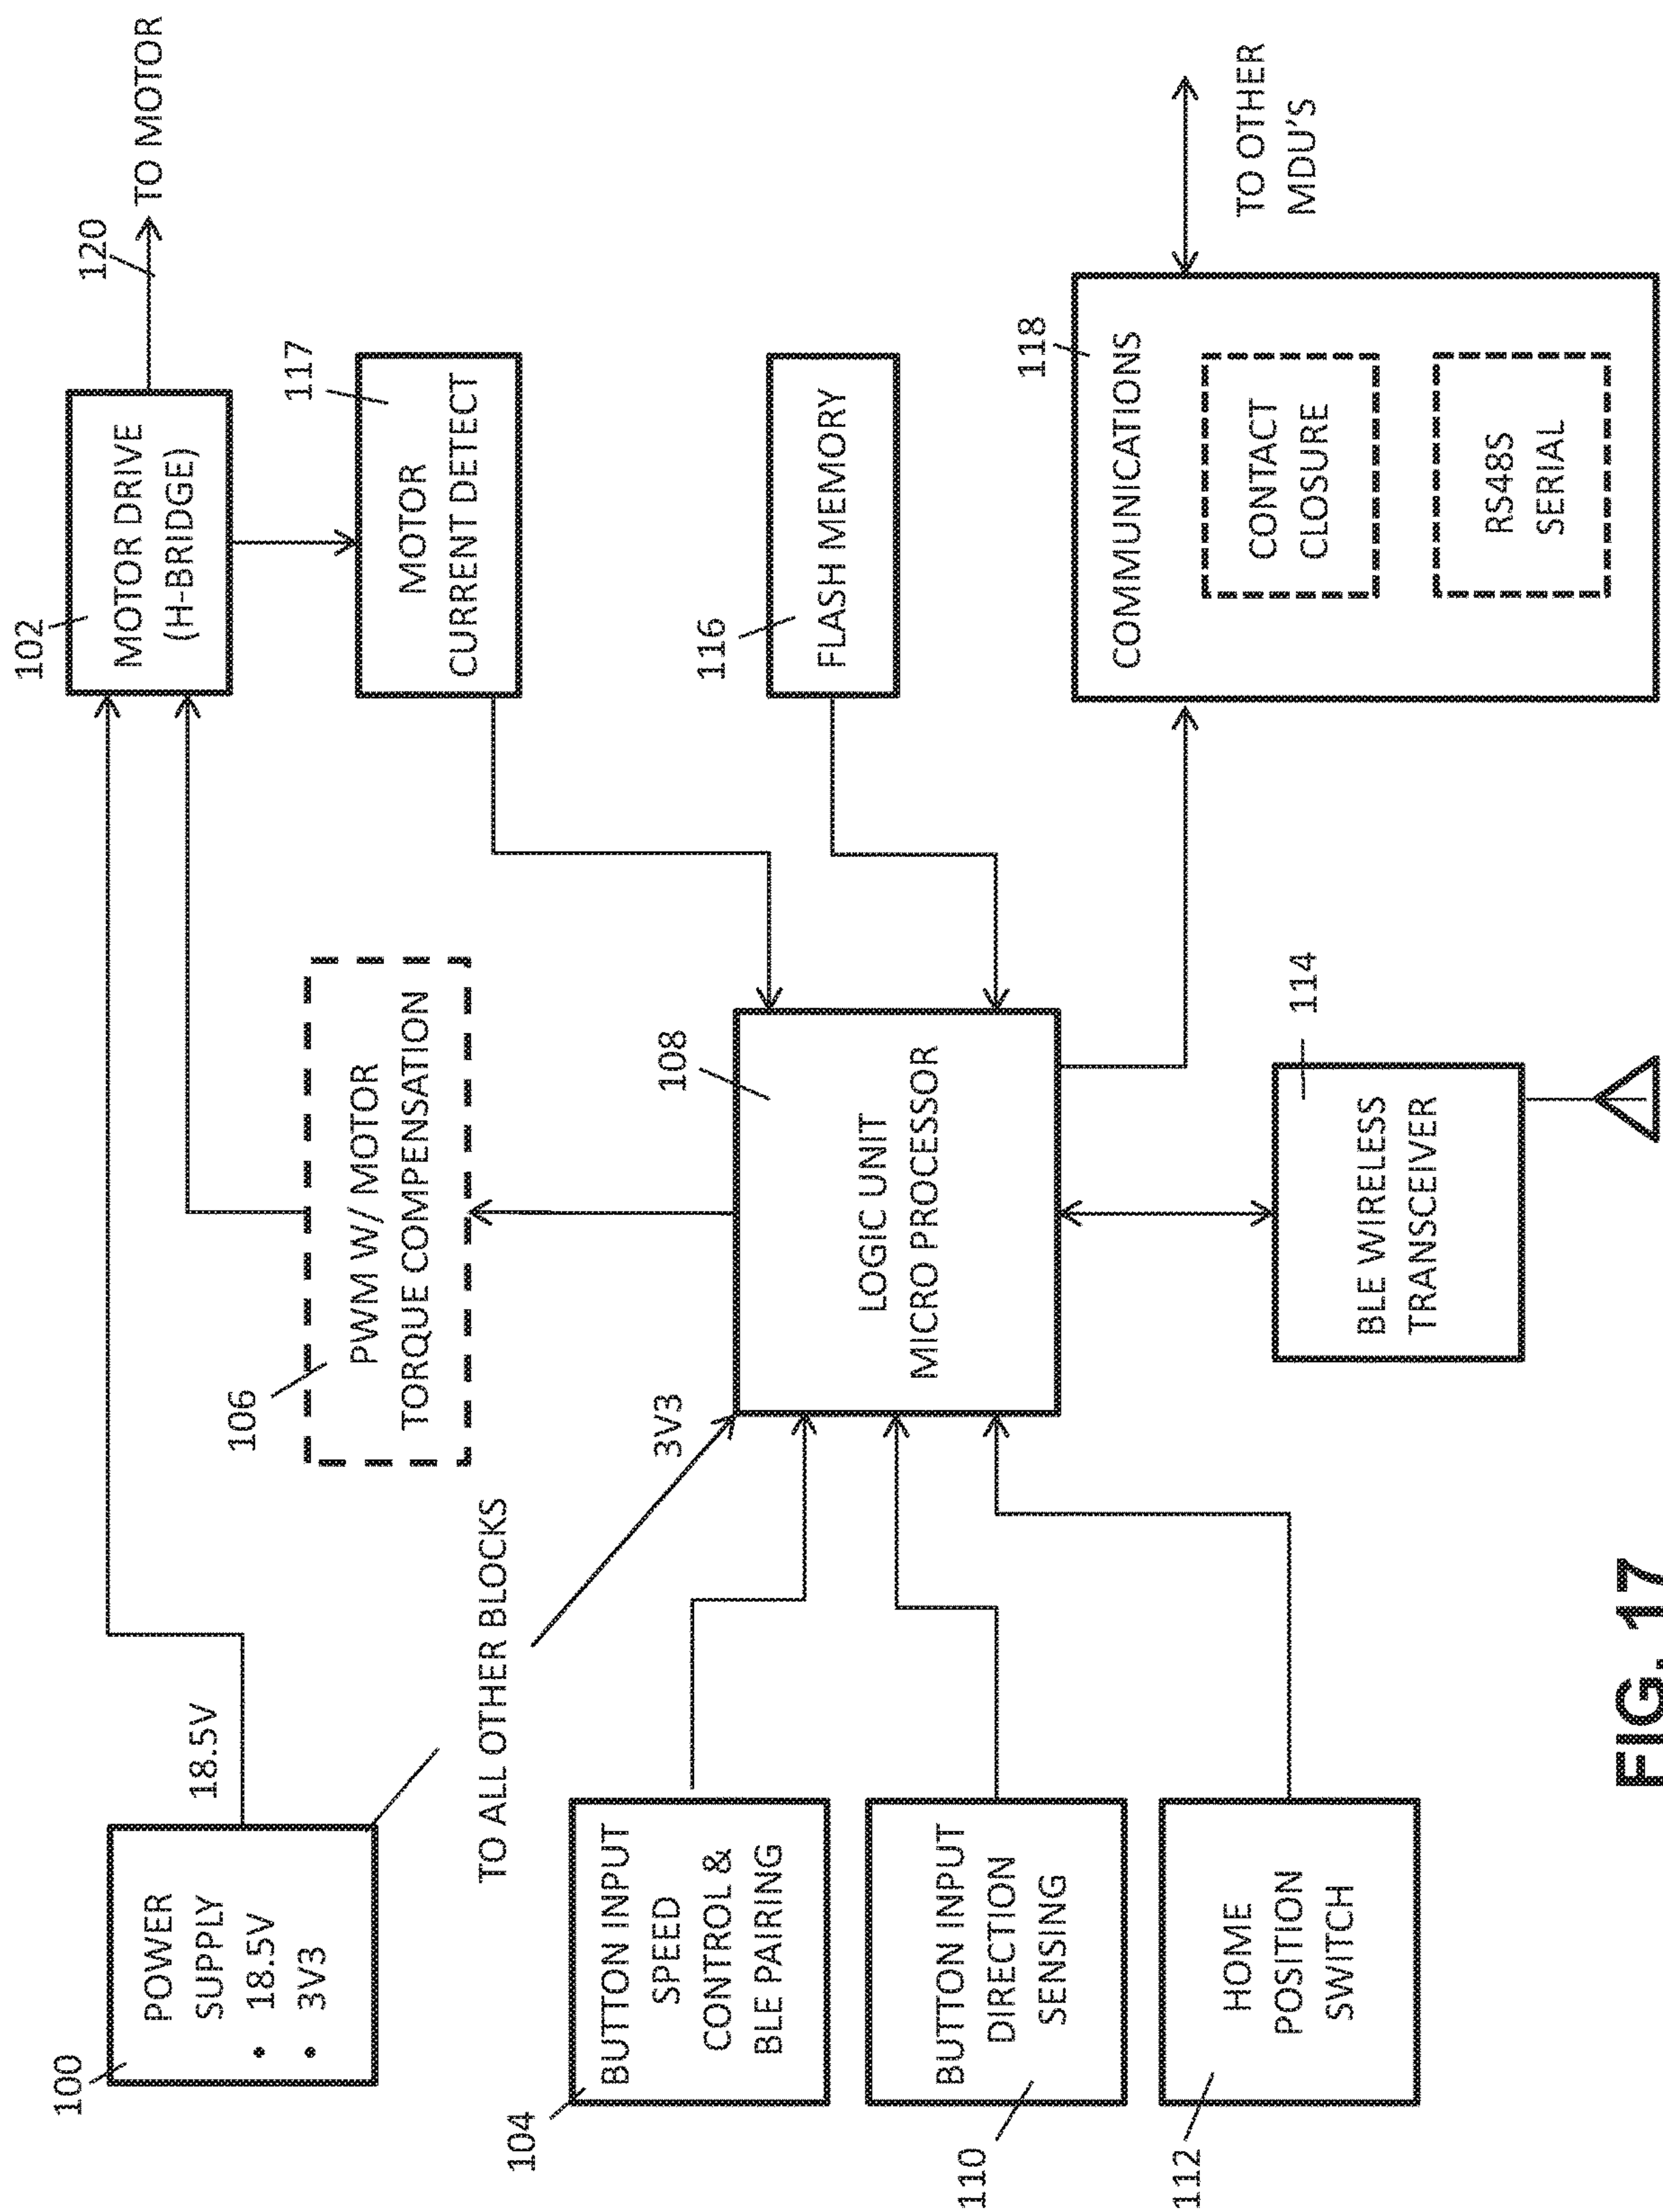 100
POWER
SUPPLY
• 18.5V
• 3V3
18.5V
102
MOTOR DRIVE
(H-BRIDGE)
120
TO MOTOR
106
PWM W/ MOTOR
TORQUE COMPENSATION
117
MOTOR
CURRENT DETECT
TO ALL OTHER BLOCKS
3V3
104
BUTTON INPUT
SPEED
CONTROL &
BLE PAIRING
108
LOGIC UNIT
MICRO PROCESSOR
116
FLASH MEMORY
110
BUTTON INPUT
DIRECTION
SENSING
112
HOME
POSITION
SWITCH
114
BLE WIRELESS
TRANSCEIVER
118
COMMUNICATIONS
CONTACT
CLOSURE
RS48S
SERIAL
TO OTHER
MDU'S
FIG. 17